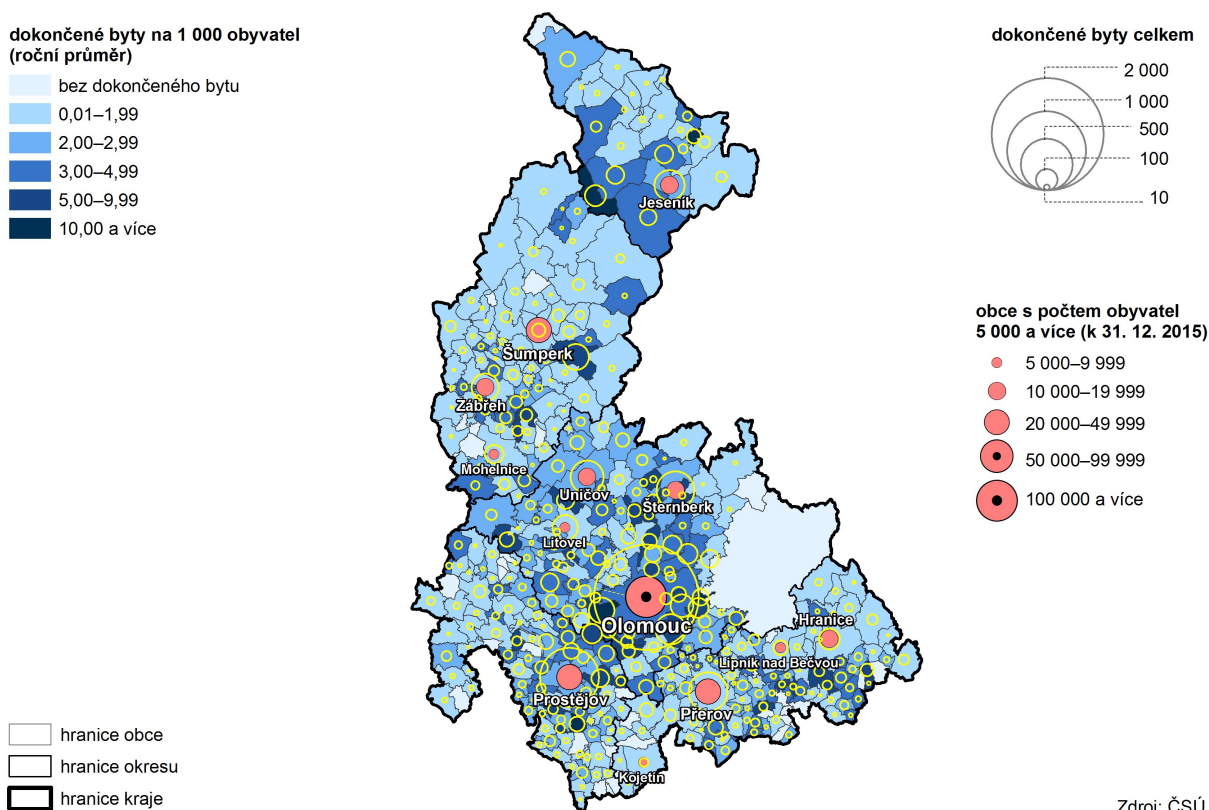 dokončené byty na 1 000 obyvatel
(roční průměr)
bez dokončeného bytu
0,01–1,99
2,00–2,99
3,00–4,99
5,00–9,99
10,00 a více
dokončené byty celkem
2 000
1 000
500
100
10
obce s počtem obyvatel
5 000 a více (k 31. 12. 2015)
5 000–9 999
10 000–19 999
20 000–49 999
50 000–99 999
100 000 a více
Jeseník
Šumperk
Zábřeh
Mohelnice
Uničov
Šternberk
Litovel
Olomouc
Hranice
Lipník nad Bečvou
Prostějov
Přerov
Kojetín
hranice obce
hranice okresu
hranice kraje
Zdroj: ČSÚ